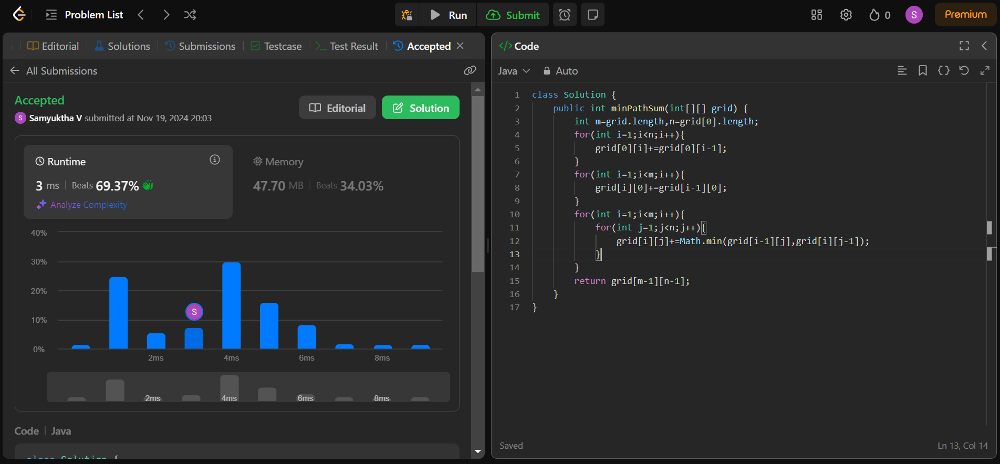 Problem List
Run
Submit
0
S
Premium
Editorial
Solutions
Submissions
Testcase
Test Result
Accepted
All Submissions
Accepted
Editorial
Solution
S
Samyuktha V submitted at Nov 19, 2024 20:03
Runtime
3 ms | Beats 69.37%
Analyze Complexity
Memory
47.70 MB | Beats 34.03%
40%
30%
20%
10%
0%
S
2ms
4ms
6ms
8ms
2ms
4ms
6ms
8ms
Code | Java
class Solution {
</> Code
Java
Auto
1 class Solution {
2     public int minPathSum(int[][] grid) {
3         int m=grid.length,n=grid[0].length;
4         for(int i=1;i<n;i++){
5             grid[0][i]+=grid[0][i-1];
6         }
7         for(int i=1;i<m;i++){
8             grid[i][0]+=grid[i-1][0];
9         }
10         for(int i=1;i<m;i++){
11             for(int j=1;j<n;j++){
12                 grid[i][j]+=Math.min(grid[i-1][j],grid[i][j-1]);
13             }
14         }
15         return grid[m-1][n-1];
16     }
17 }
Saved
Ln 13, Col 14